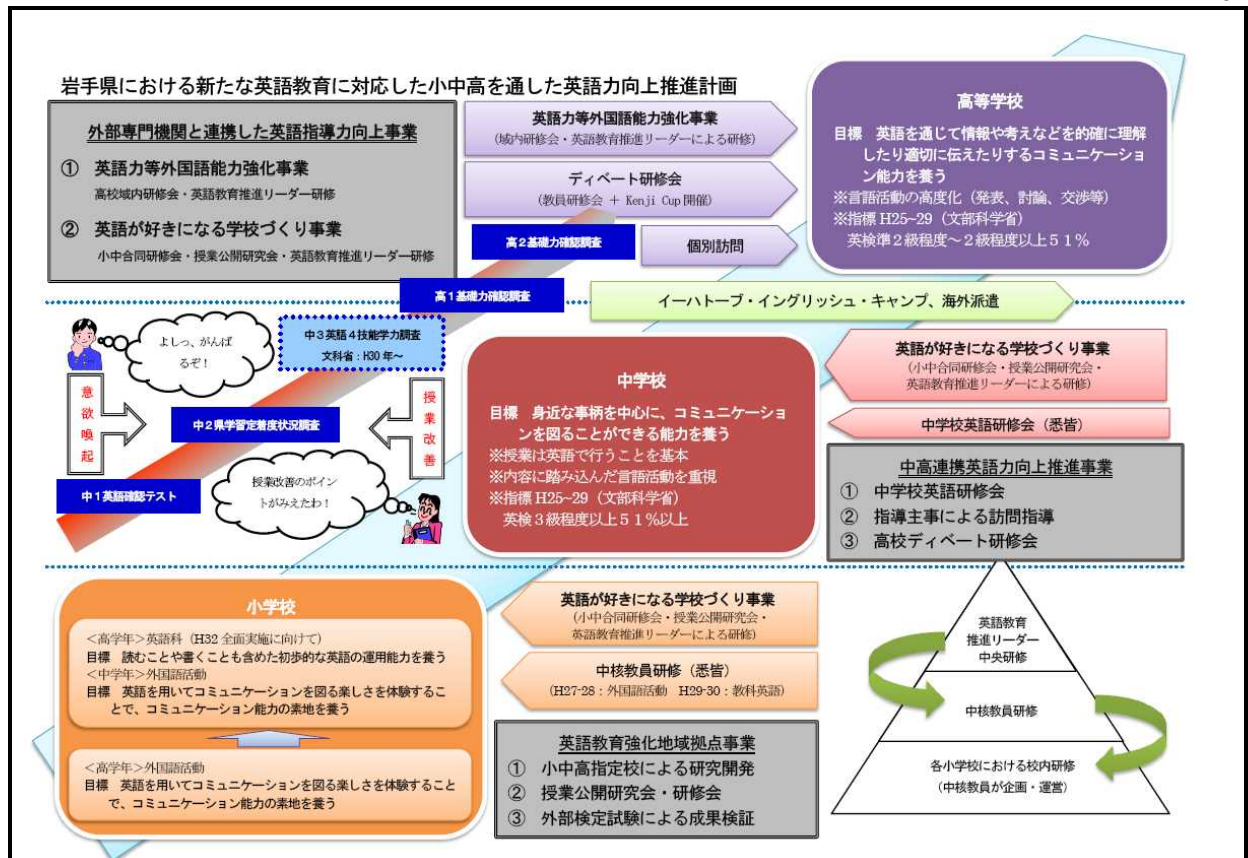 岩手県における新たな英語教育に対応した小中高を通した英語力向上推進計画
外部専門機関と連携した英語指導力向上事業
① 英語力等外国語能力強化事業
高校域内研修会・英語教育推進リーダー研修
② 英語が好きになる学校づくり事業
小中合同研修会・授業公開研究会・英語教育推進リーダー研修
英語力等外国語能力強化事業
(域内研修会・英語教育推進リーダーによる研修)
ディベート研修会
(教員研修会 + Kenji Cup 開催)
高2基礎力確認調査
個別訪問
高1基礎力確認調査
高等学校
目標 英語を通じて情報や考えなどを的確に理解
したり適切に伝えたりするコミュニケーション
能力を養う
※言語活動の高度化(発表、討論、交渉等)
※指標 H25~29(文部科学省)
英検準2級程度~2級程度以上51%
イーハトーブ・イングリッシュ・キャンプ、海外派遣
よしっ、がんば
るぞ!
中3英語4技能学力調査
文科省:H30年~
意欲喚起
授業改善
中2県学習定着度状況調査
中1英語確認テスト
授業改善のポイン
トがみえたわ!
中学校
目標 身近な事柄を中心に、コミュニケーショ
ンを図ることができる能力を養う
※授業は英語で行うことを基本
※内容に踏み込んだ言語活動を重視
※指標 H25~29(文部科学省)
英検3級程度以上51%以上
英語が好きになる学校づくり事業
(小中合同研修会・授業公開研究会・
英語教育推進リーダーによる研修)
中学校英語研修会(悉皆)
中高連携英語力向上推進事業
① 中学校英語研修会
② 指導主事による訪問指導
③ 高校ディベート研修会
小学校
<高学年>英語科(H32 全面実施に向けて)
目標 読むことや書くことも含めた初歩的な英語の運用能力を養う
<中学年>外国語活動
目標 英語を用いてコミュニケーションを図る楽しさを体験するこ
とで、コミュニケーション能力の素地を養う
<高学年>外国語活動
目標 英語を用いてコミュニケーションを図る楽しさを体験すること
で、コミュニケーション能力の素地を養う
英語が好きになる学校づくり事業
(小中合同研修会・授業公開研究会・
英語教育推進リーダーによる研修)
中核教員研修(悉皆)
(H27-28:外国語活動 H29-30:教科英語)
英語教育強化地域拠点事業
① 小中高指定校による研究開発
② 授業公開研究会・研修会
③ 外部検定試験による成果検証
英語教育
推進リーダー
中央研修
中核教員研修
各小学校における校内研修
(中核教員が企画・運営)